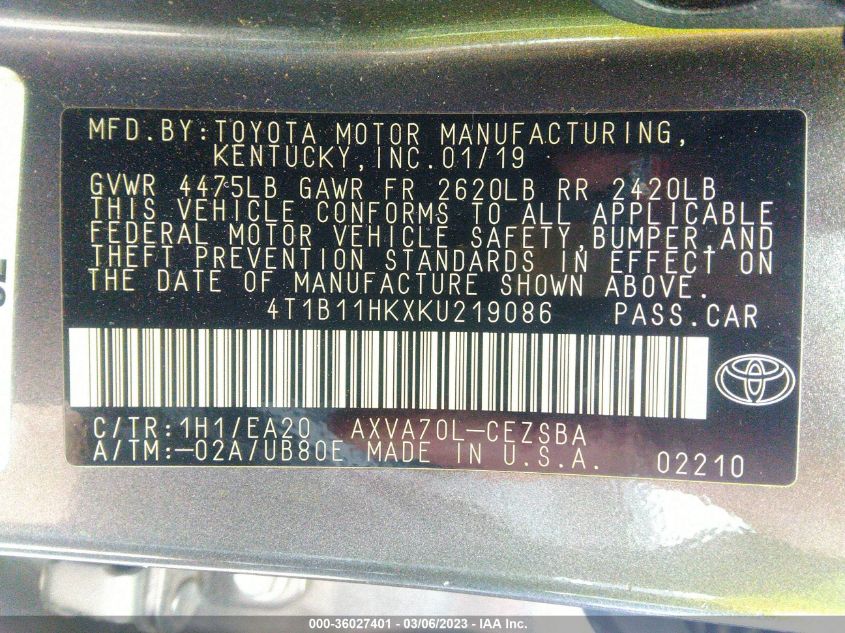 MFD.BY:TOYOTA MOTOR MANUFACTURING,
KENTUCKY,INC.01/19
GVWR 4475LB GAWR FR 2620LB RR 2420LB
THIS VEHICLE CONFORMS TO ALL APPLICABLE
FEDERAL MOTOR VEHICLE SAFETY,BUMPER,AND
THEFT PREVENTION STANDARDS IN EFFECT ON
THE DATE OF MANUFACTURE SHOWN ABOVE.
4T1B11HKXKU219086 PASS.CAR
C/TR:1H1/EA20 AXVA70L-CEZSBA
A/TM:-02A/UB80E MADE IN U.S.A. 02210
000-36027401 - 03/06/2023 - IAA Inc.